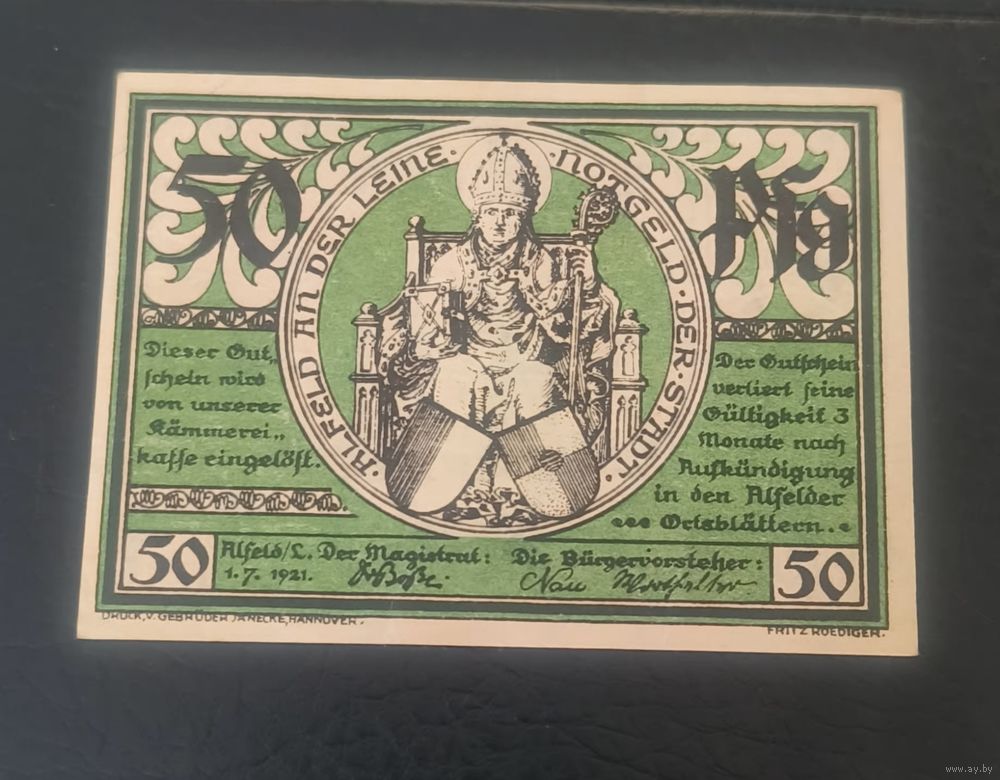 50 Pfg
ALFELD AN DER LEINE · NOTGELD · DER · STADT ·
Dieser Gut„
schein wird
von unserer
Kämmerei„
kasse eingelöst.
Der Gutschein
verliert seine
Gültigkeit 3
Monate nach
Aufkündigung
in den Alfelder
Ortsblättern.
50
Alfeld/L. Der Magistrat: Die Bürgervorsteher:
1.7.1921.
Nau
50
DRUCK V. GEBRÜDER JÄNECKE, HANNOVER.
FRITZ ROEDIGER.
www.ay.by